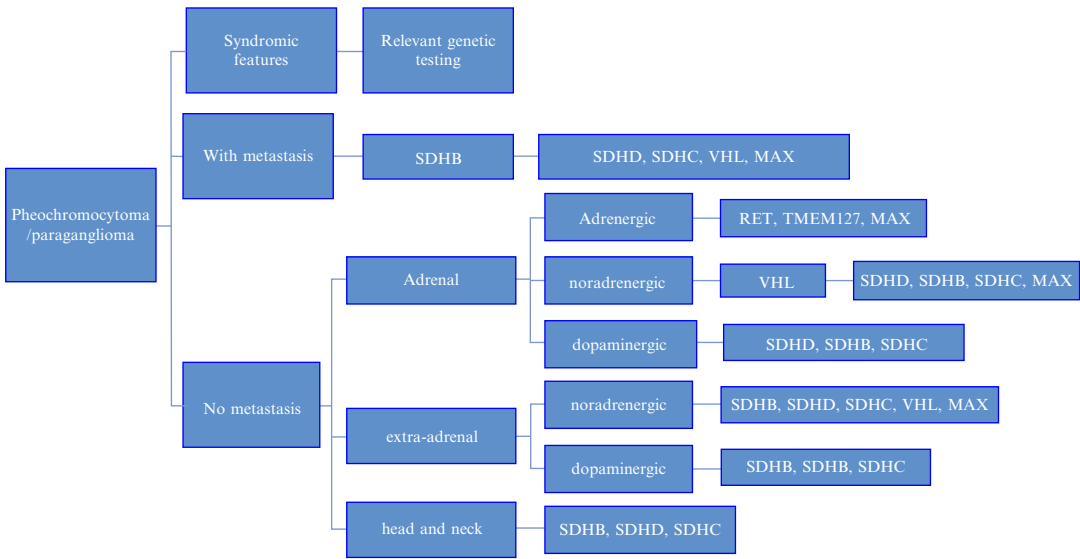 Syndromic
features
Relevant genetic
testing
With metastasis
SDHB
SDHD, SDHC, VHL, MAX
Pheochromocytoma
/paraganglioma
Adrenergic
RET, TMEM127, MAX
Adrenal
noradrenergic
VHL
SDHD, SDHB, SDHC, MAX
dopaminergic
SDHD, SDHB, SDHC
No metastasis
extra-adrenal
noradrenergic
SDHB, SDHD, SDHC, VHL, MAX
dopaminergic
SDHB, SDHB, SDHC
head and neck
SDHB, SDHD, SDHC